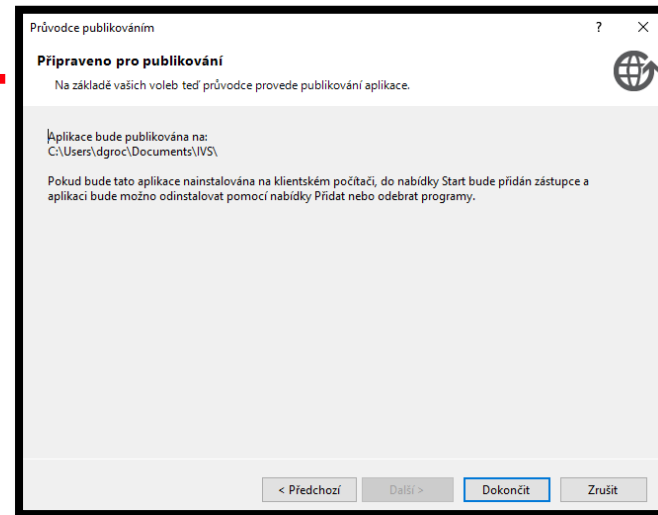 Průvodce publikováním
Připraveno pro publikování
Na základě vašich voleb teď průvodce provede publikování aplikace.
Aplikace bude publikována na:
C:\Users\dgroc\Documents\IVS\
Pokud bude tato aplikace nainstalována na klientském počítači, do nabídky Start bude přidán zástupce a
aplikaci bude možno odinstalovat pomocí nabídky Přidat nebo odebrat programy.
< Předchozí Další > Dokončit Zrušit